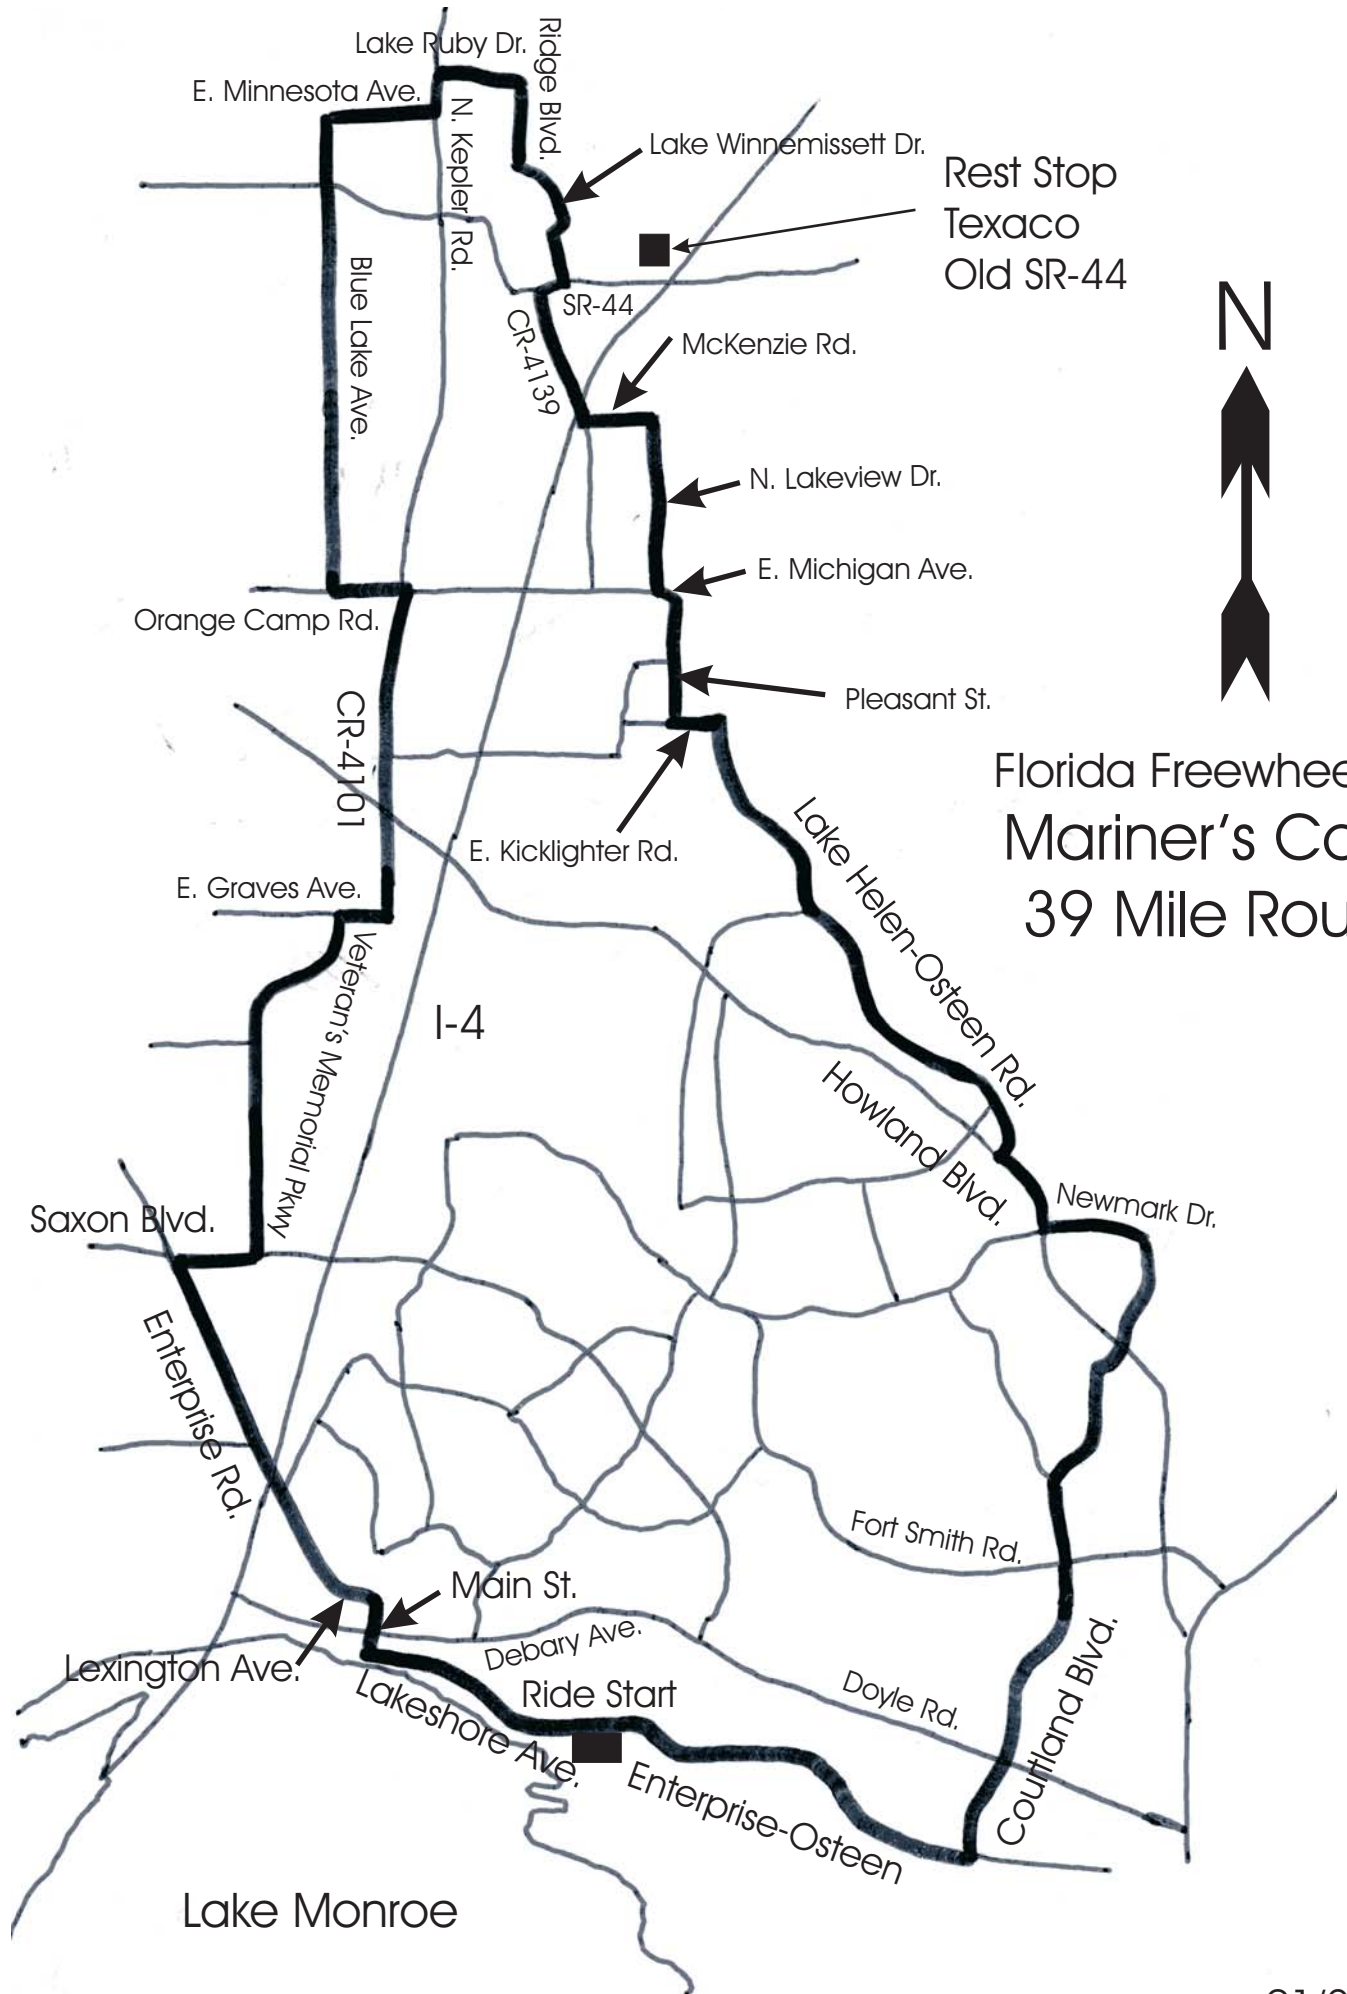 Lake Ruby Dr.
Ridge Blvd.
E. Minnesota Ave.
N. Kepler Rd.
Lake Winnemissett Dr.
Rest Stop
Texaco
Old SR-44
Blue Lake Ave.
SR-44
CR-4139
McKenzie Rd.
N
N. Lakeview Dr.
E. Michigan Ave.
Orange Camp Rd.
Pleasant St.
CR-4101
Florida Freewhee
Mariner's Co
39 Mile Rou
Lake Helen-Osteen Rd.
E. Kicklighter Rd.
E. Graves Ave.
Veteran's Memorial Pkwy
I-4
Howland Blvd.
Newmark Dr.
Saxon Blvd.
Enterprise Rd.
Fort Smith Rd.
Main St.
Debary Ave.
Lexington Ave.
Lakeshore Ave.
Ride Start
Doyle Rd.
Courtland Blvd.
Enterprise-Osteen
Lake Monroe